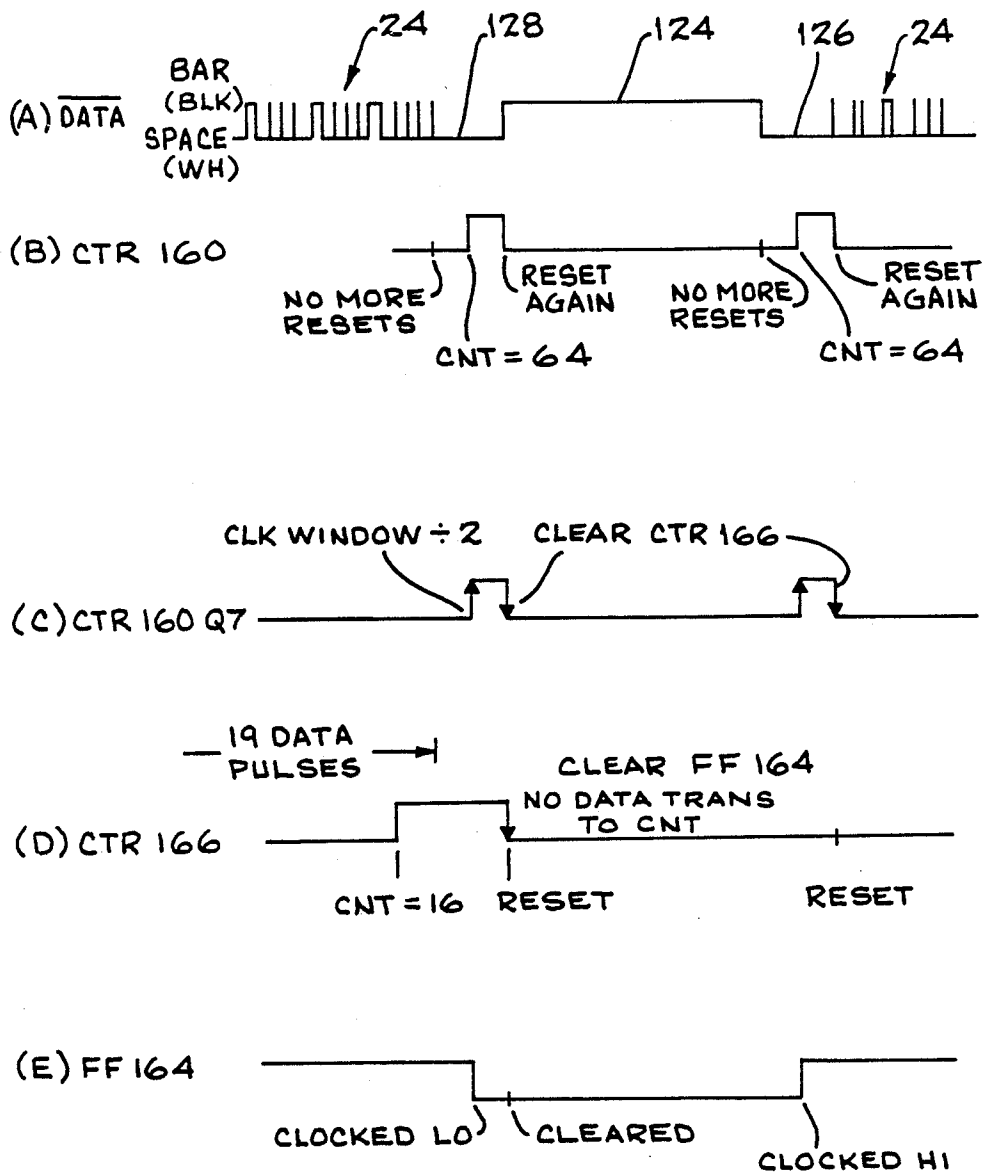 24
128
124
126
24
BAR
(BLK)
(A) DATA
SPACE
(WH)
(B) CTR 160
NO MORE
RESETS
RESET
AGAIN
NO MORE
RESETS
RESET
AGAIN
CNT = 64
CNT = 64
CLK WINDOW ÷ 2
CLEAR CTR 166
(C) CTR 160 Q7
19 DATA
PULSES
CLEAR FF 164
NO DATA TRANS
TO CNT
(D) CTR 166
CNT = 16
RESET
RESET
(E) FF 164
CLOCKED LO
CLEARED
CLOCKED HI